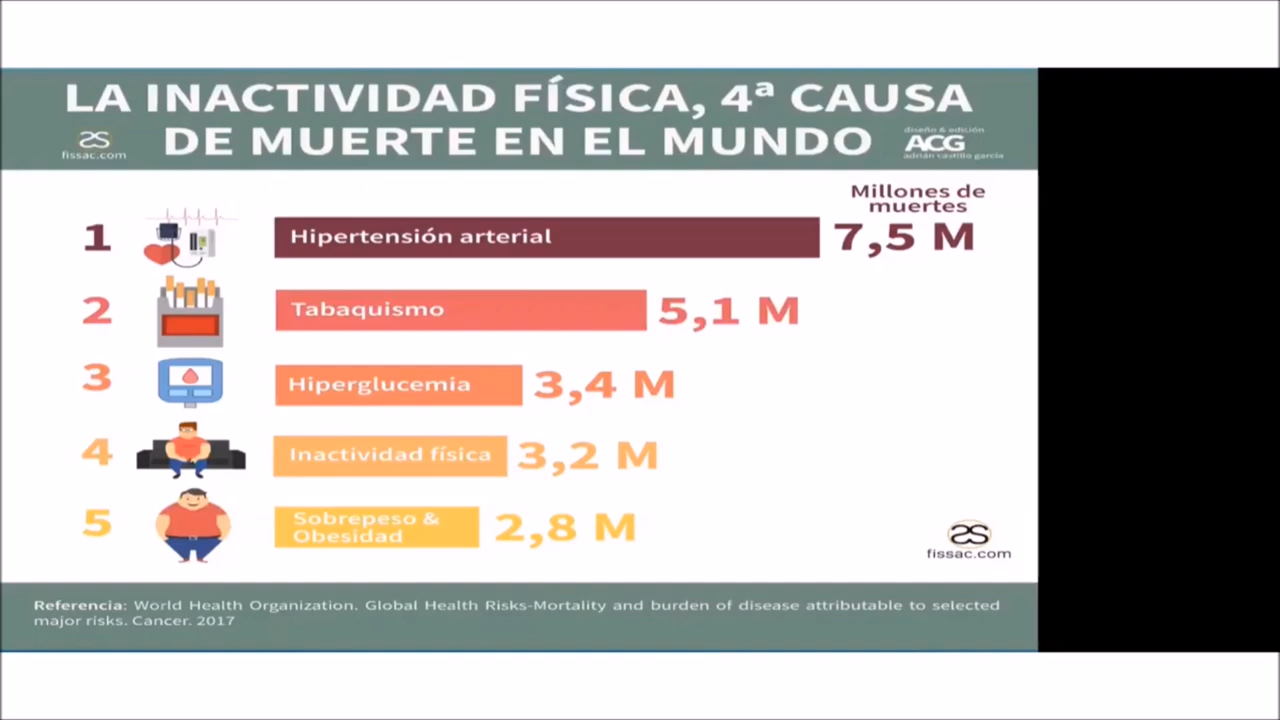 LA INACTIVIDAD FÍSICA, 4ª CAUSA
DE MUERTE EN EL MUNDO
fissac.com
diseño & edición
ACG
adrián castillo garcía
Millones de
muertes
1 Hipertensión arterial 7,5 M
2 Tabaquismo 5,1 M
3 Hiperglucemia 3,4 M
4 Inactividad física 3,2 M
5 Sobrepeso &
Obesidad 2,8 M
fissac.com
Referencia: World Health Organization. Global Health Risks-Mortality and burden of disease attributable to selected
major risks. Cancer. 2017